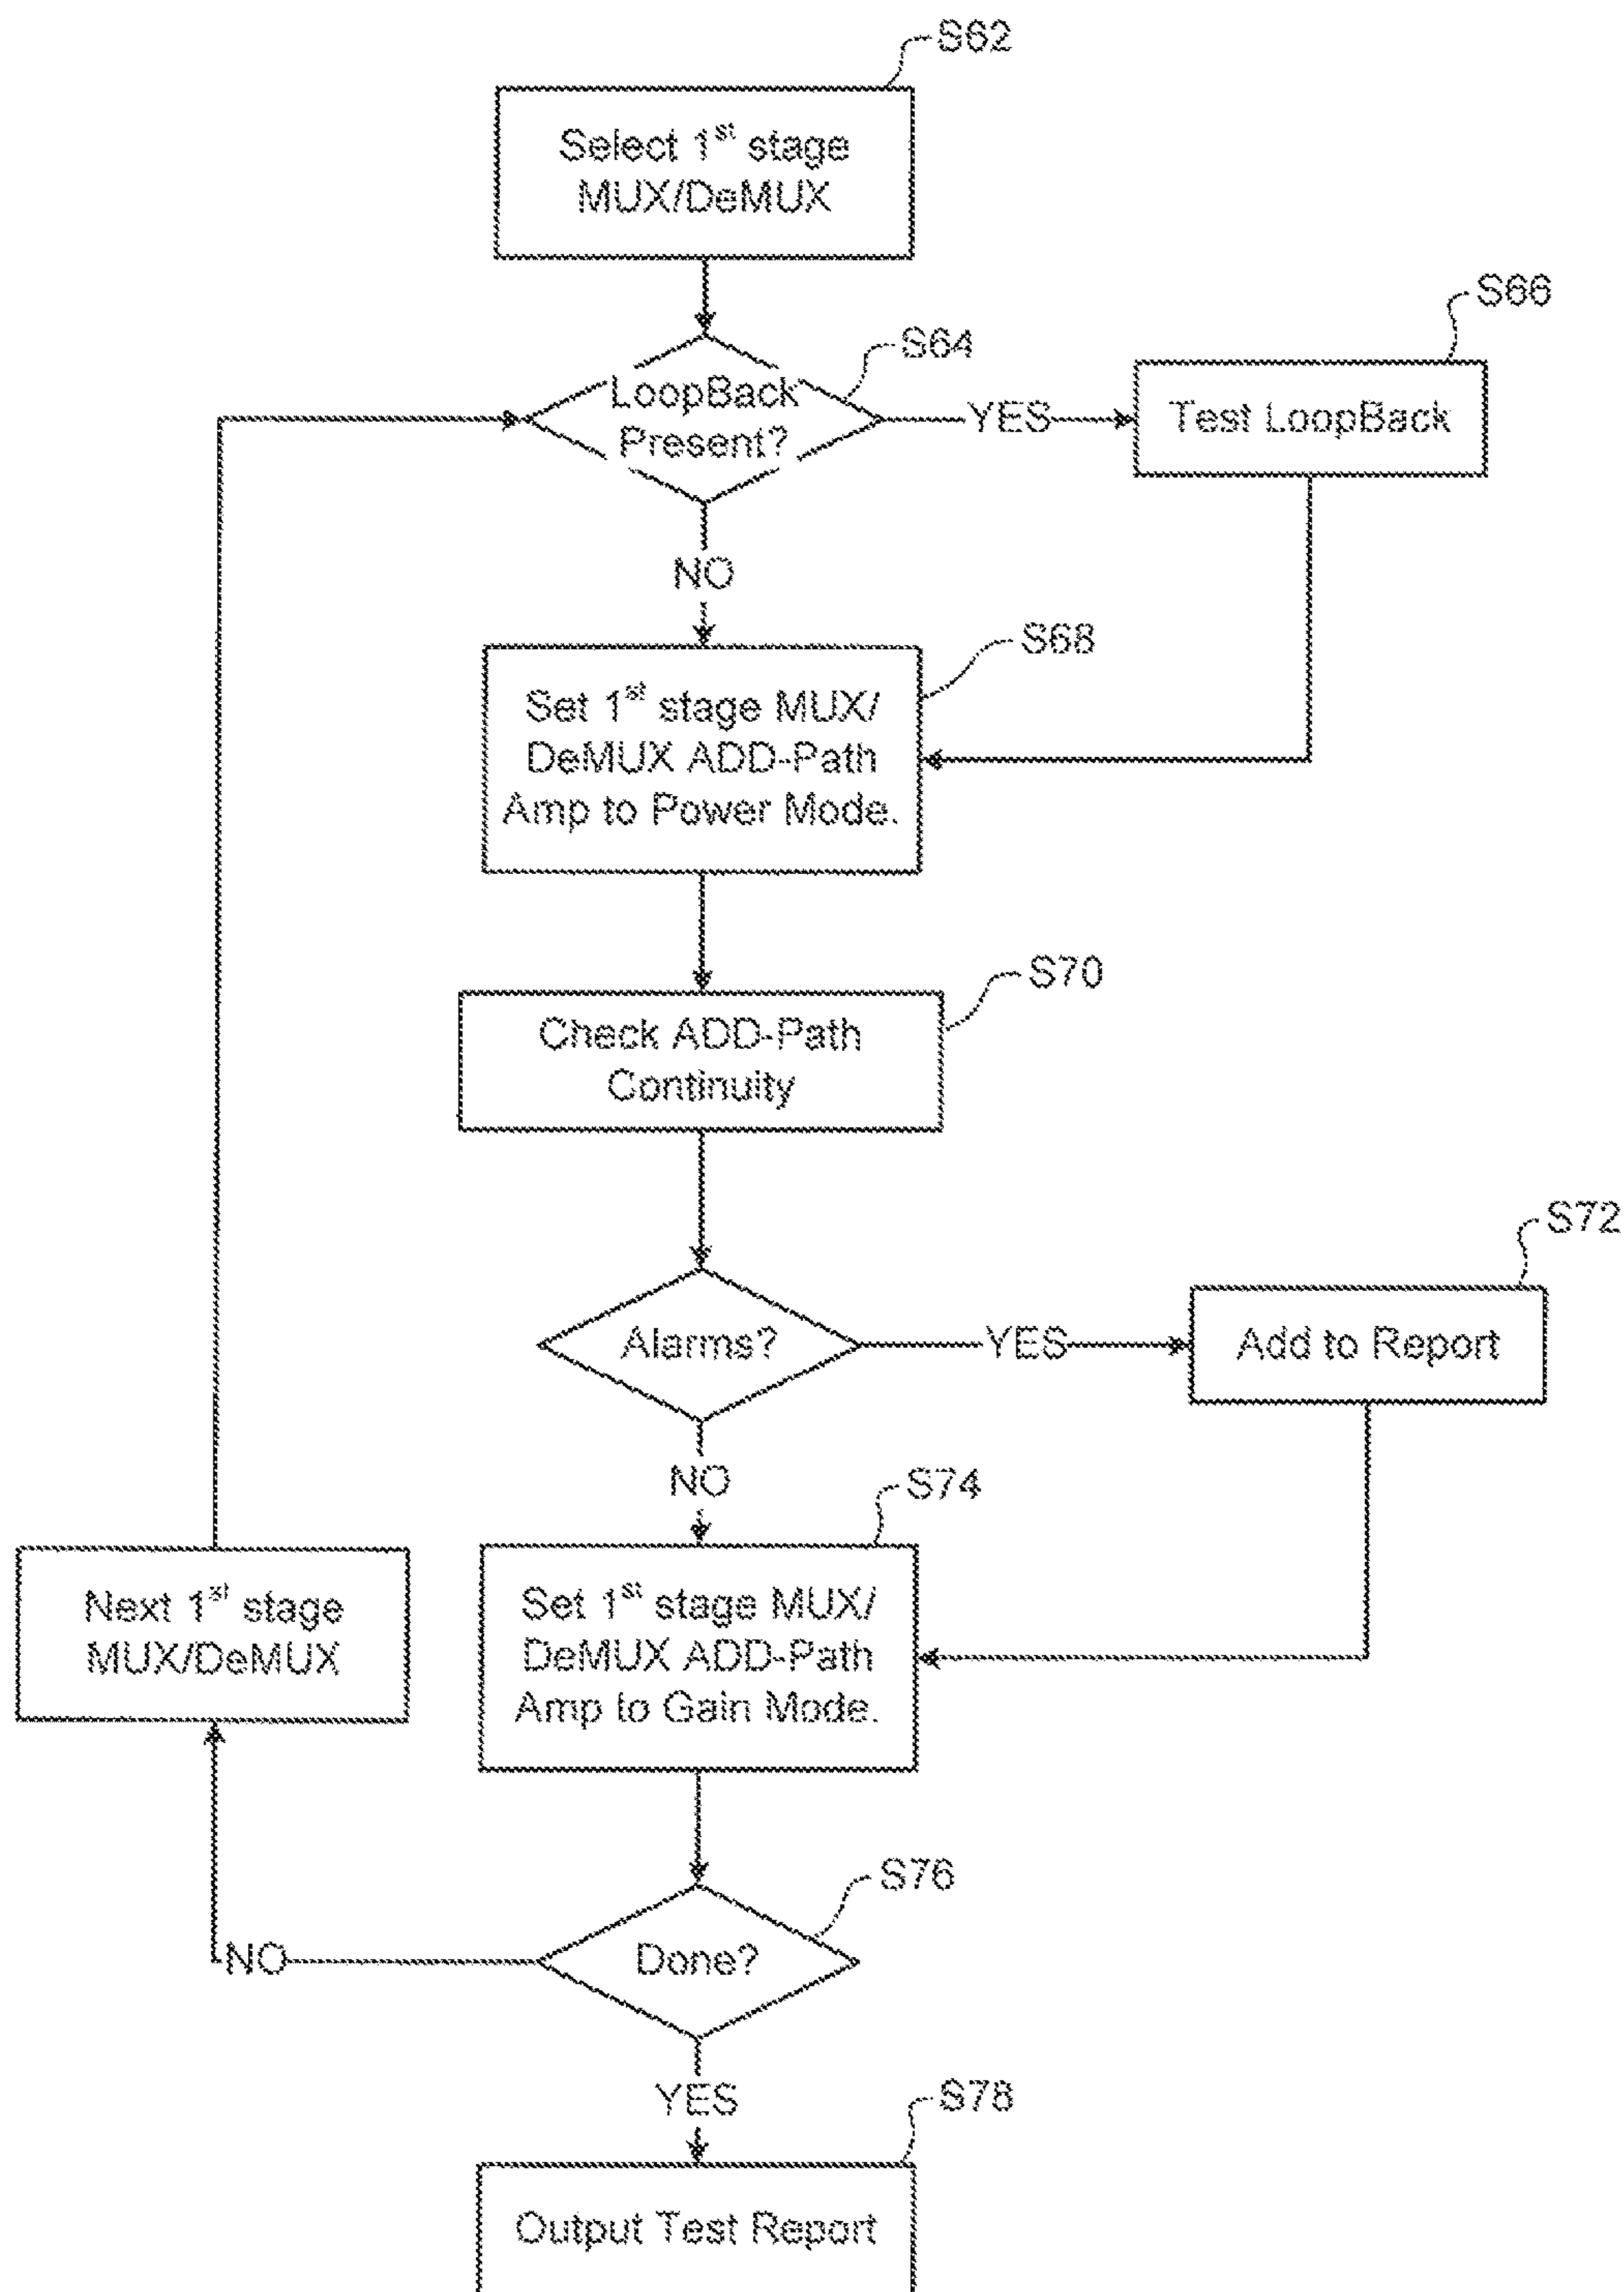 S62
Select 1st stage
MUX/DeMUX
S64
LoopBack
Present?
YES
S66
Test LoopBack
NO
S68
Set 1st stage MUX/
DeMUX ADD-Path
Amp to Power Mode.
S70
Check ADD-Path
Continuity
Alarms?
YES
S72
Add to Report
NO
S74
Set 1st stage MUX/
DeMUX ADD-Path
Amp to Gain Mode.
Next 1st stage
MUX/DeMUX
S76
Done?
NO
YES
S78
Output Test Report